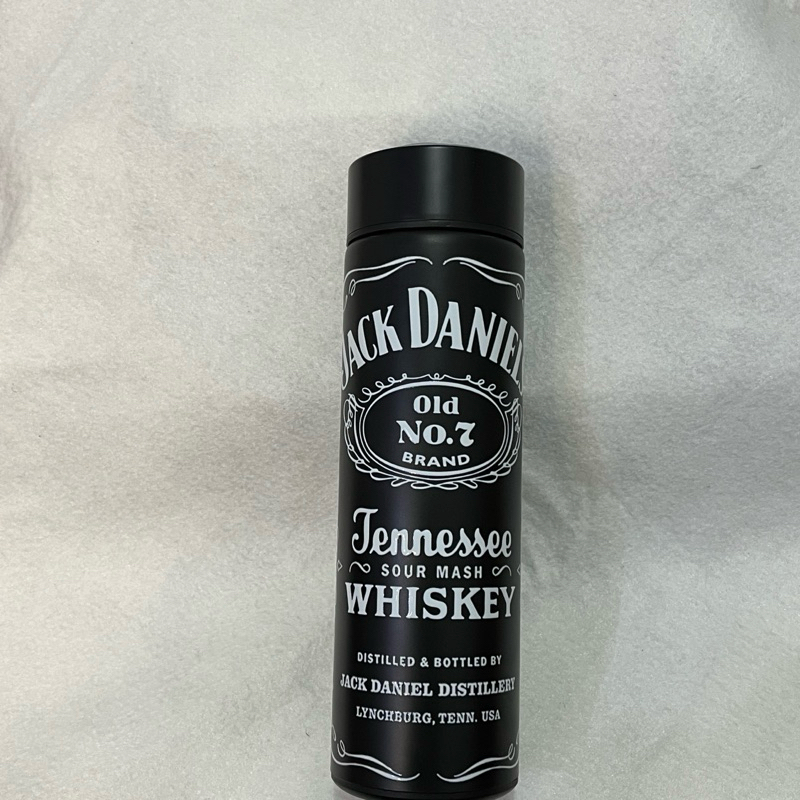 JACK DANIEL
Old
No.7
BRAND
Tennessee
SOUR MASH
WHISKEY
DISTILLED & BOTTLED BY
JACK DANIEL DISTILLERY
LYNCHBURG, TENN. USA